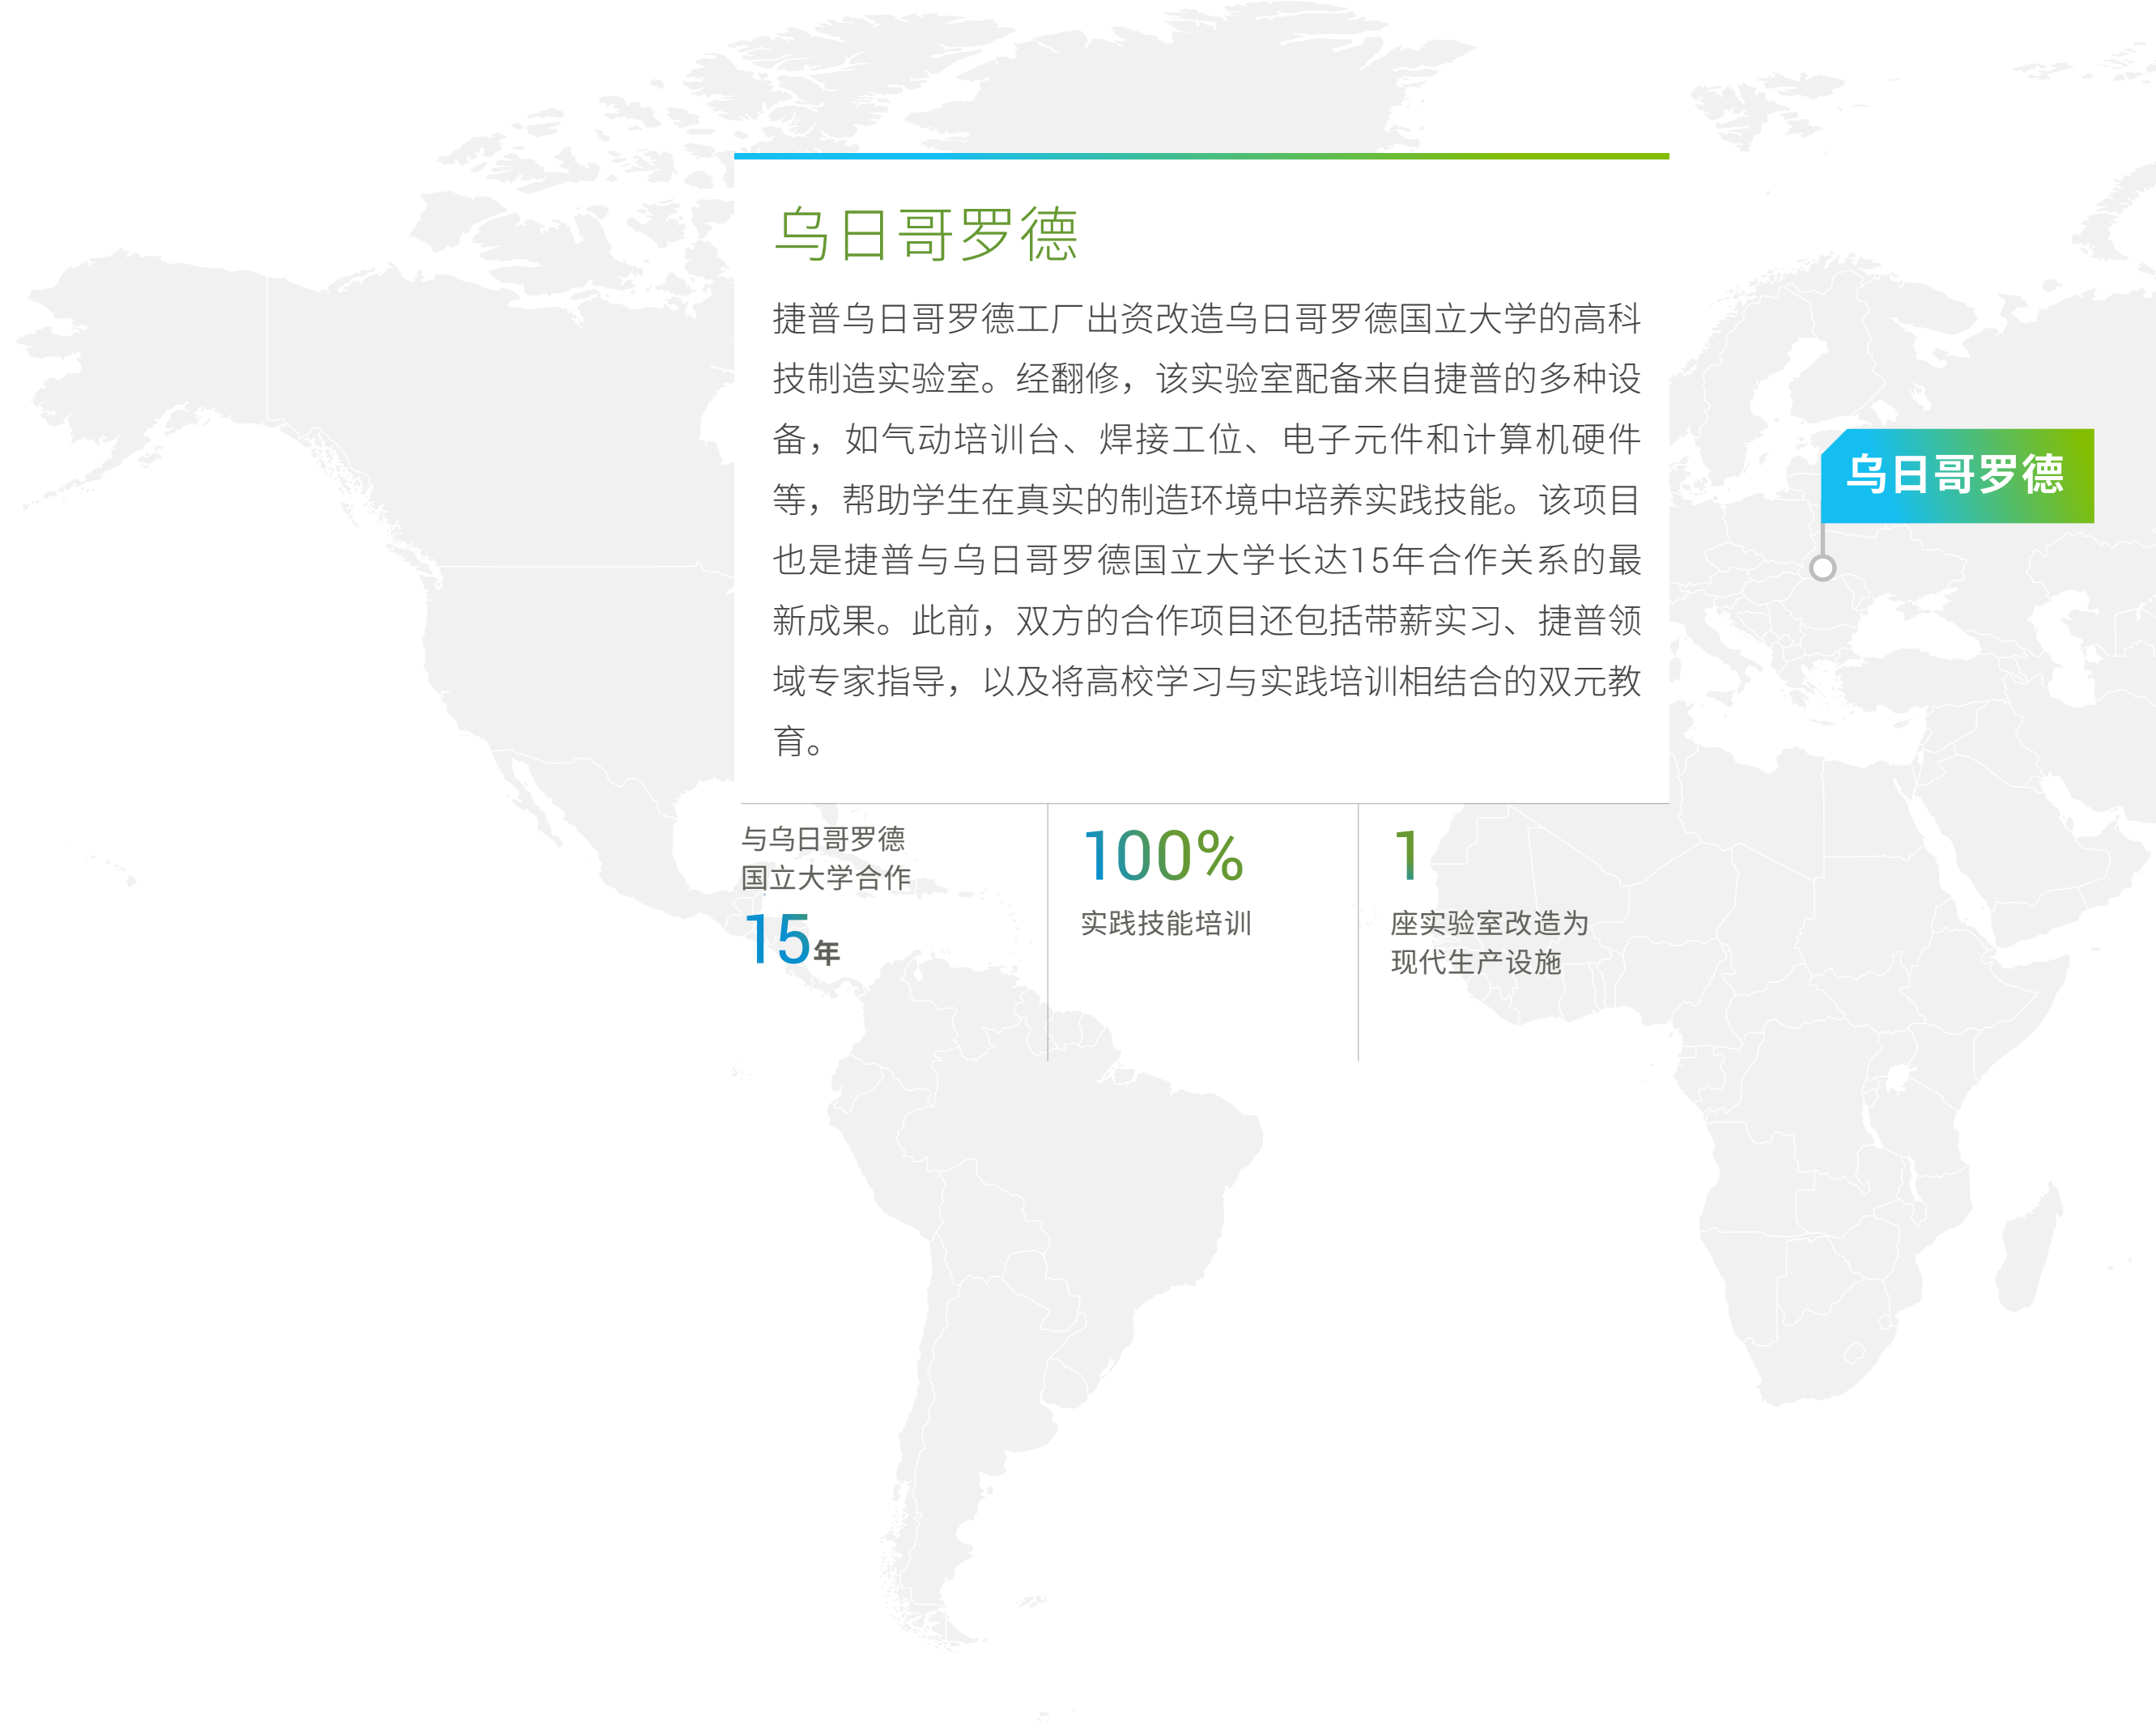 乌日哥罗德
捷普乌日哥罗德工厂出资改造乌日哥罗德国立大学的高科
技制造实验室。经翻修，该实验室配备来自捷普的多种设
备，如气动培训台、焊接工位、电子元件和计算机硬件
等，帮助学生在真实的制造环境中培养实践技能。该项目
也是捷普与乌日哥罗德国立大学长达15年合作关系的最
新成果。此前，双方的合作项目还包括带薪实习、捷普领
域专家指导，以及将高校学习与实践培训相结合的双元教
育。
乌日哥罗德
与乌日哥罗德
国立大学合作
15年
100%
实践技能培训
1
座实验室改造为
现代生产设施